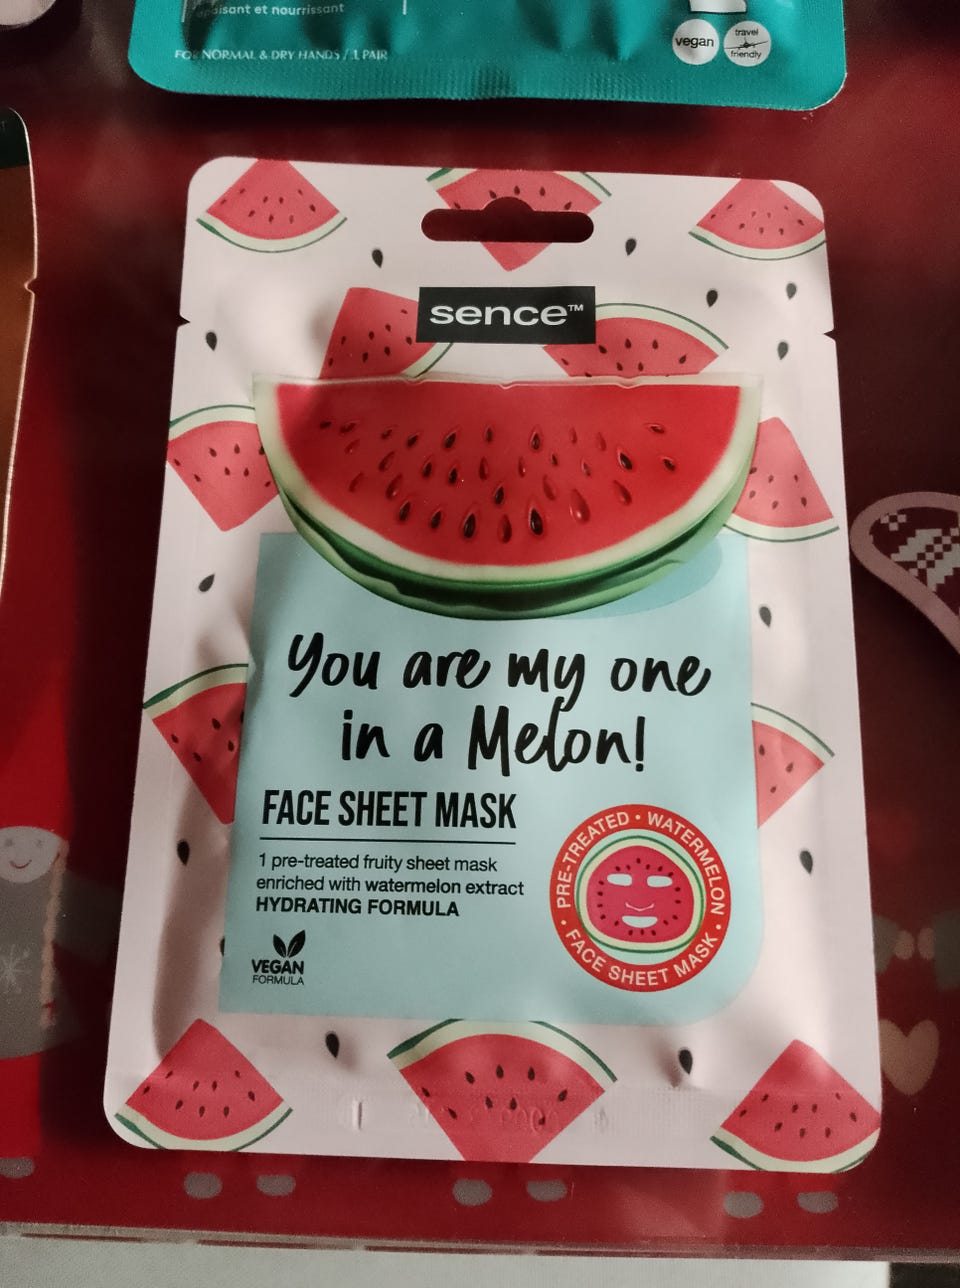 apaisant et nourrissant
FOR NORMAL & DRY HANDS / 1 PAIR
vegan
travel
friendly
sence™
You are my one
in a Melon!
FACE SHEET MASK
1 pre-treated fruity sheet mask
enriched with watermelon extract
HYDRATING FORMULA
VEGAN
FORMULA
PRE-TREATED • WATERMELON • FACE SHEET MASK •